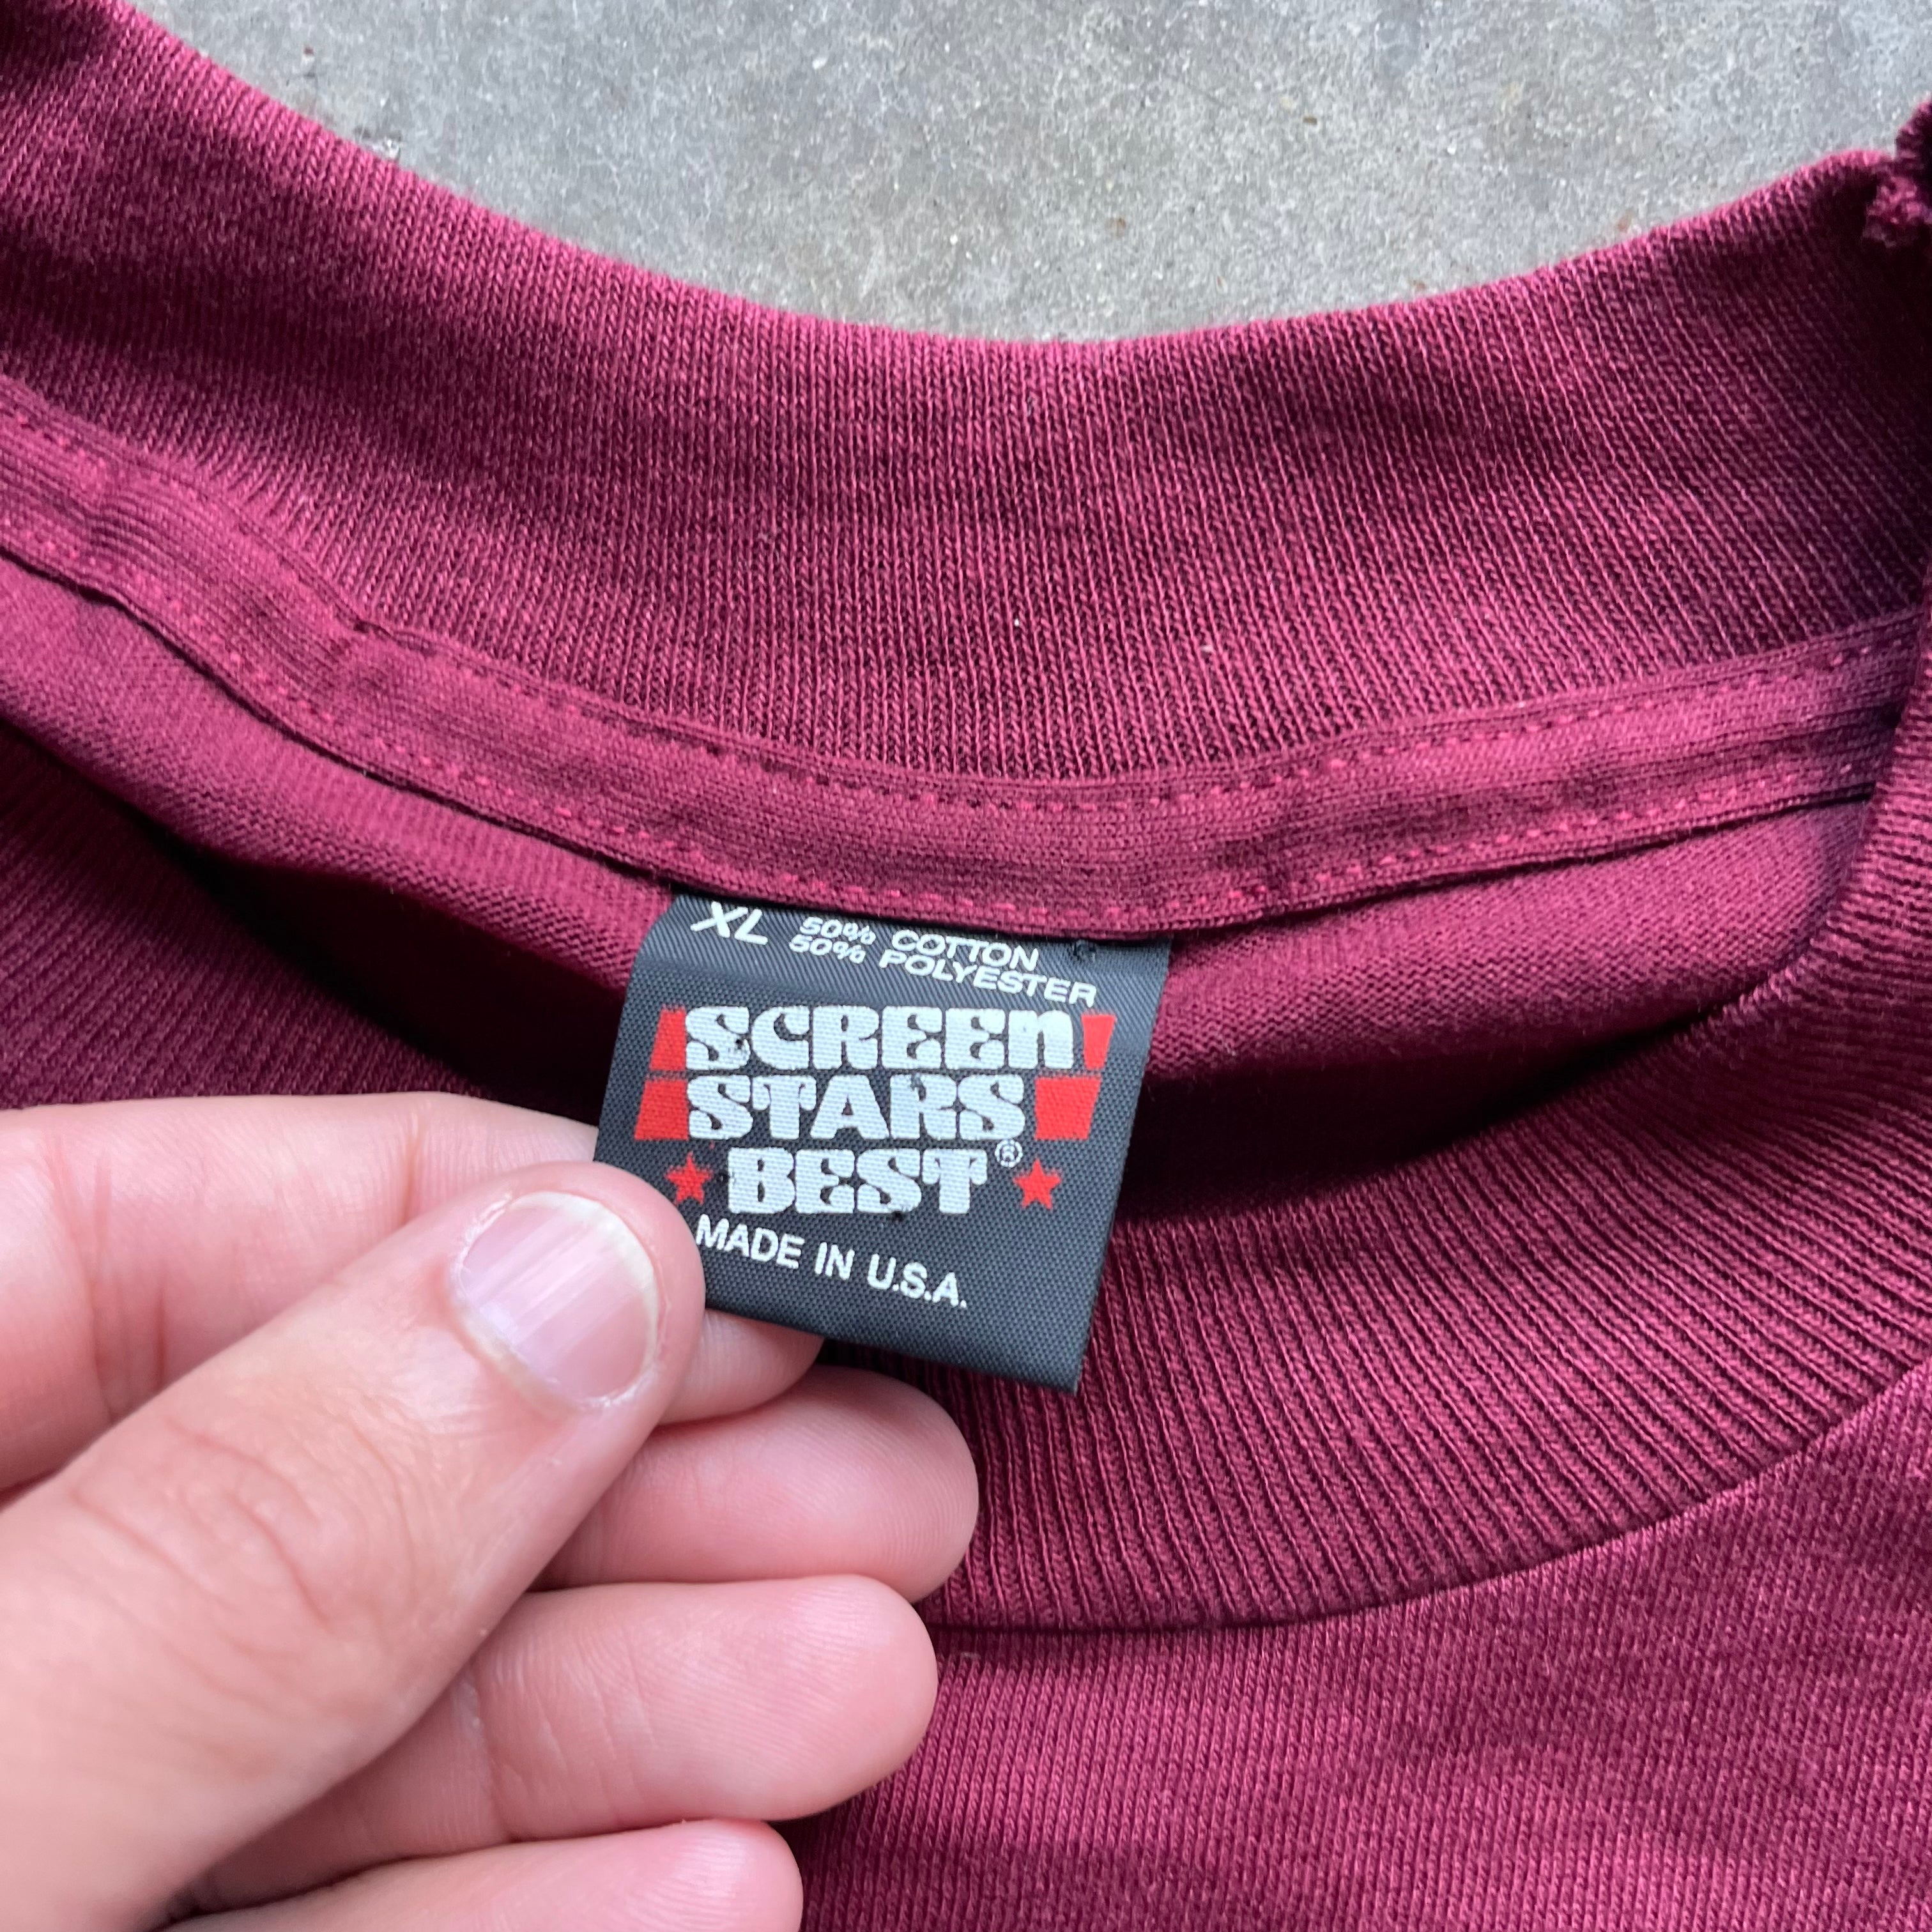 XL 50% COTTON
50% POLYESTER
SCREEN
STARS
BEST®
MADE IN U.S.A.